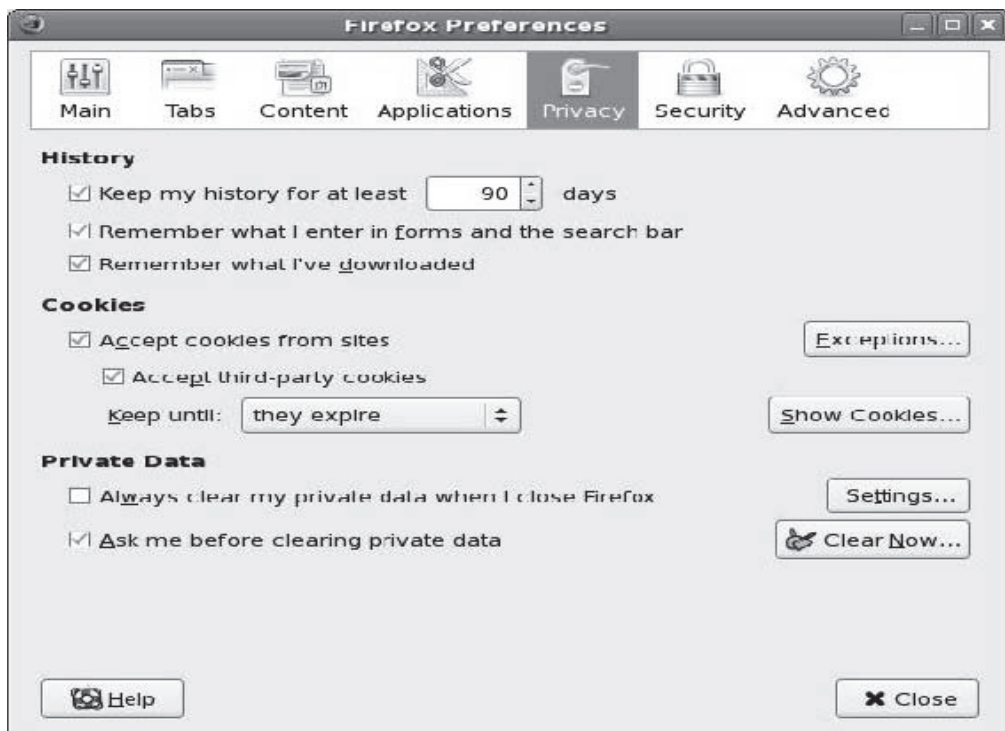 Firefox Preferences
Main Tabs Content Applications Privacy Security Advanced
History
Keep my history for at least 90 days
Remember what I enter in forms and the search bar
Remember what I've downloaded
Cookies
Accept cookies from sites Exceptions...
Accept third-party cookies
Keep until: they expire Show Cookies...
Private Data
Always clear my private data when I close Firefox Settings...
Ask me before clearing private data Clear Now...
Help Close